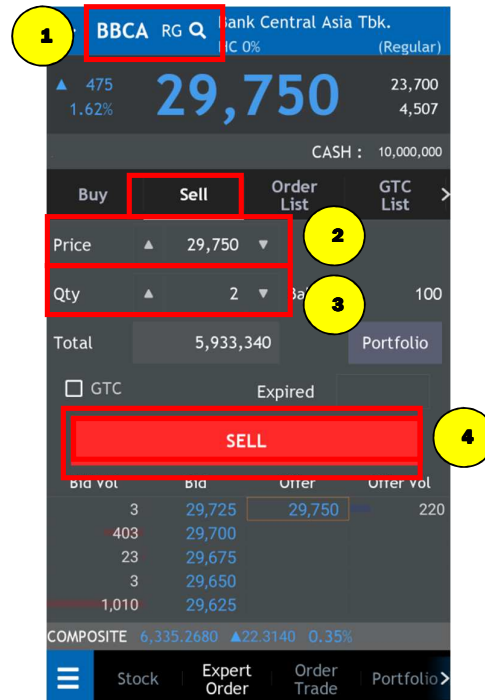 1
BBCA RG
Bank Central Asia Tbk.
HC 0% (Regular)
▲ 475 29,750 23,700
1.62% 4,507
CASH : 10,000,000
Buy Sell Order List GTC List >
2
Price ▲ 29,750 ▼
Qty ▲ 2 ▼ 100
3
Total 5,933,340 Portfolio
GTC Expired
SELL
4
Bid Vol Bid Offer Offer Vol
3 29,725 29,750 220
403 29,700
23 29,675
3 29,650
1,010 29,625
COMPOSITE 6,335.2680 ▲22.3140 0.35%
Stock Expert Order Order Trade Portfolio >